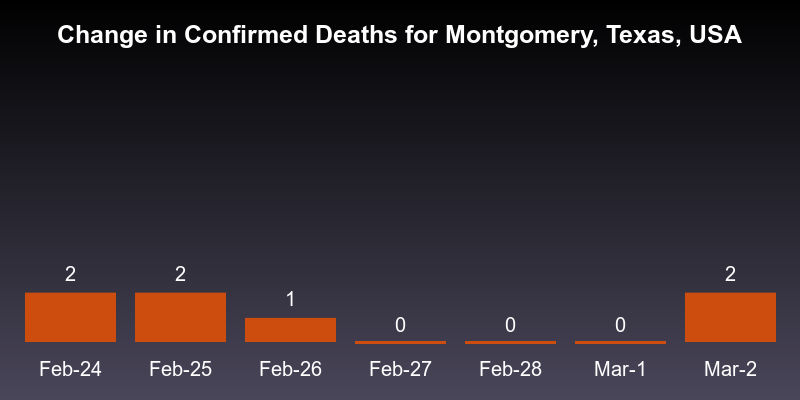 Change in Confirmed Deaths for Montgomery, Texas, USA
2 2 1 0 0 0 2
Feb-24 Feb-25 Feb-26 Feb-27 Feb-28 Mar-1 Mar-2